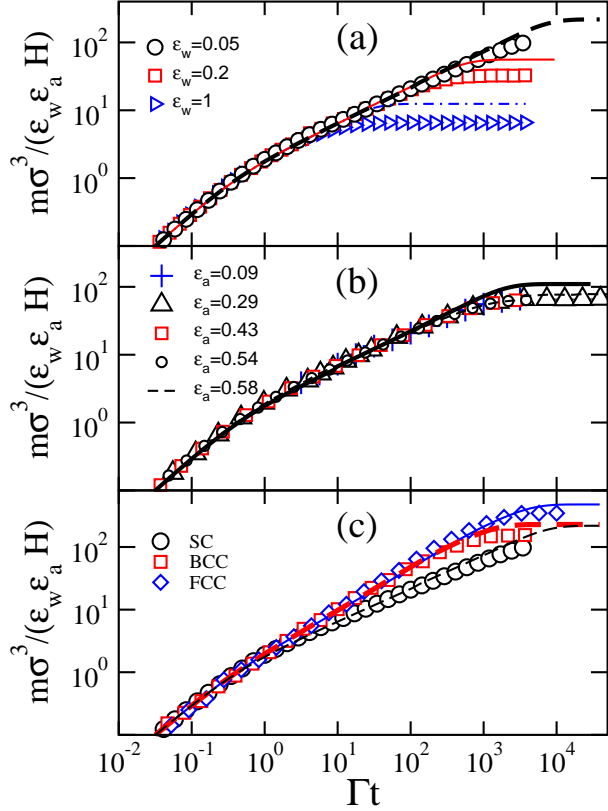 (a)
10^2
10^1
10^0
mσ^3/(ε_w ε_a H)
ε_w=0.05
ε_w=0.2
ε_w=1
(b)
10^2
10^1
10^0
mσ^3/(ε_w ε_a H)
ε_a=0.09
ε_a=0.29
ε_a=0.43
ε_a=0.54
ε_a=0.58
(c)
10^2
10^1
10^0
mσ^3/(ε_w ε_a H)
SC
BCC
FCC
10^-2 10^-1 10^0 10^1 10^2 10^3 10^4
Γt